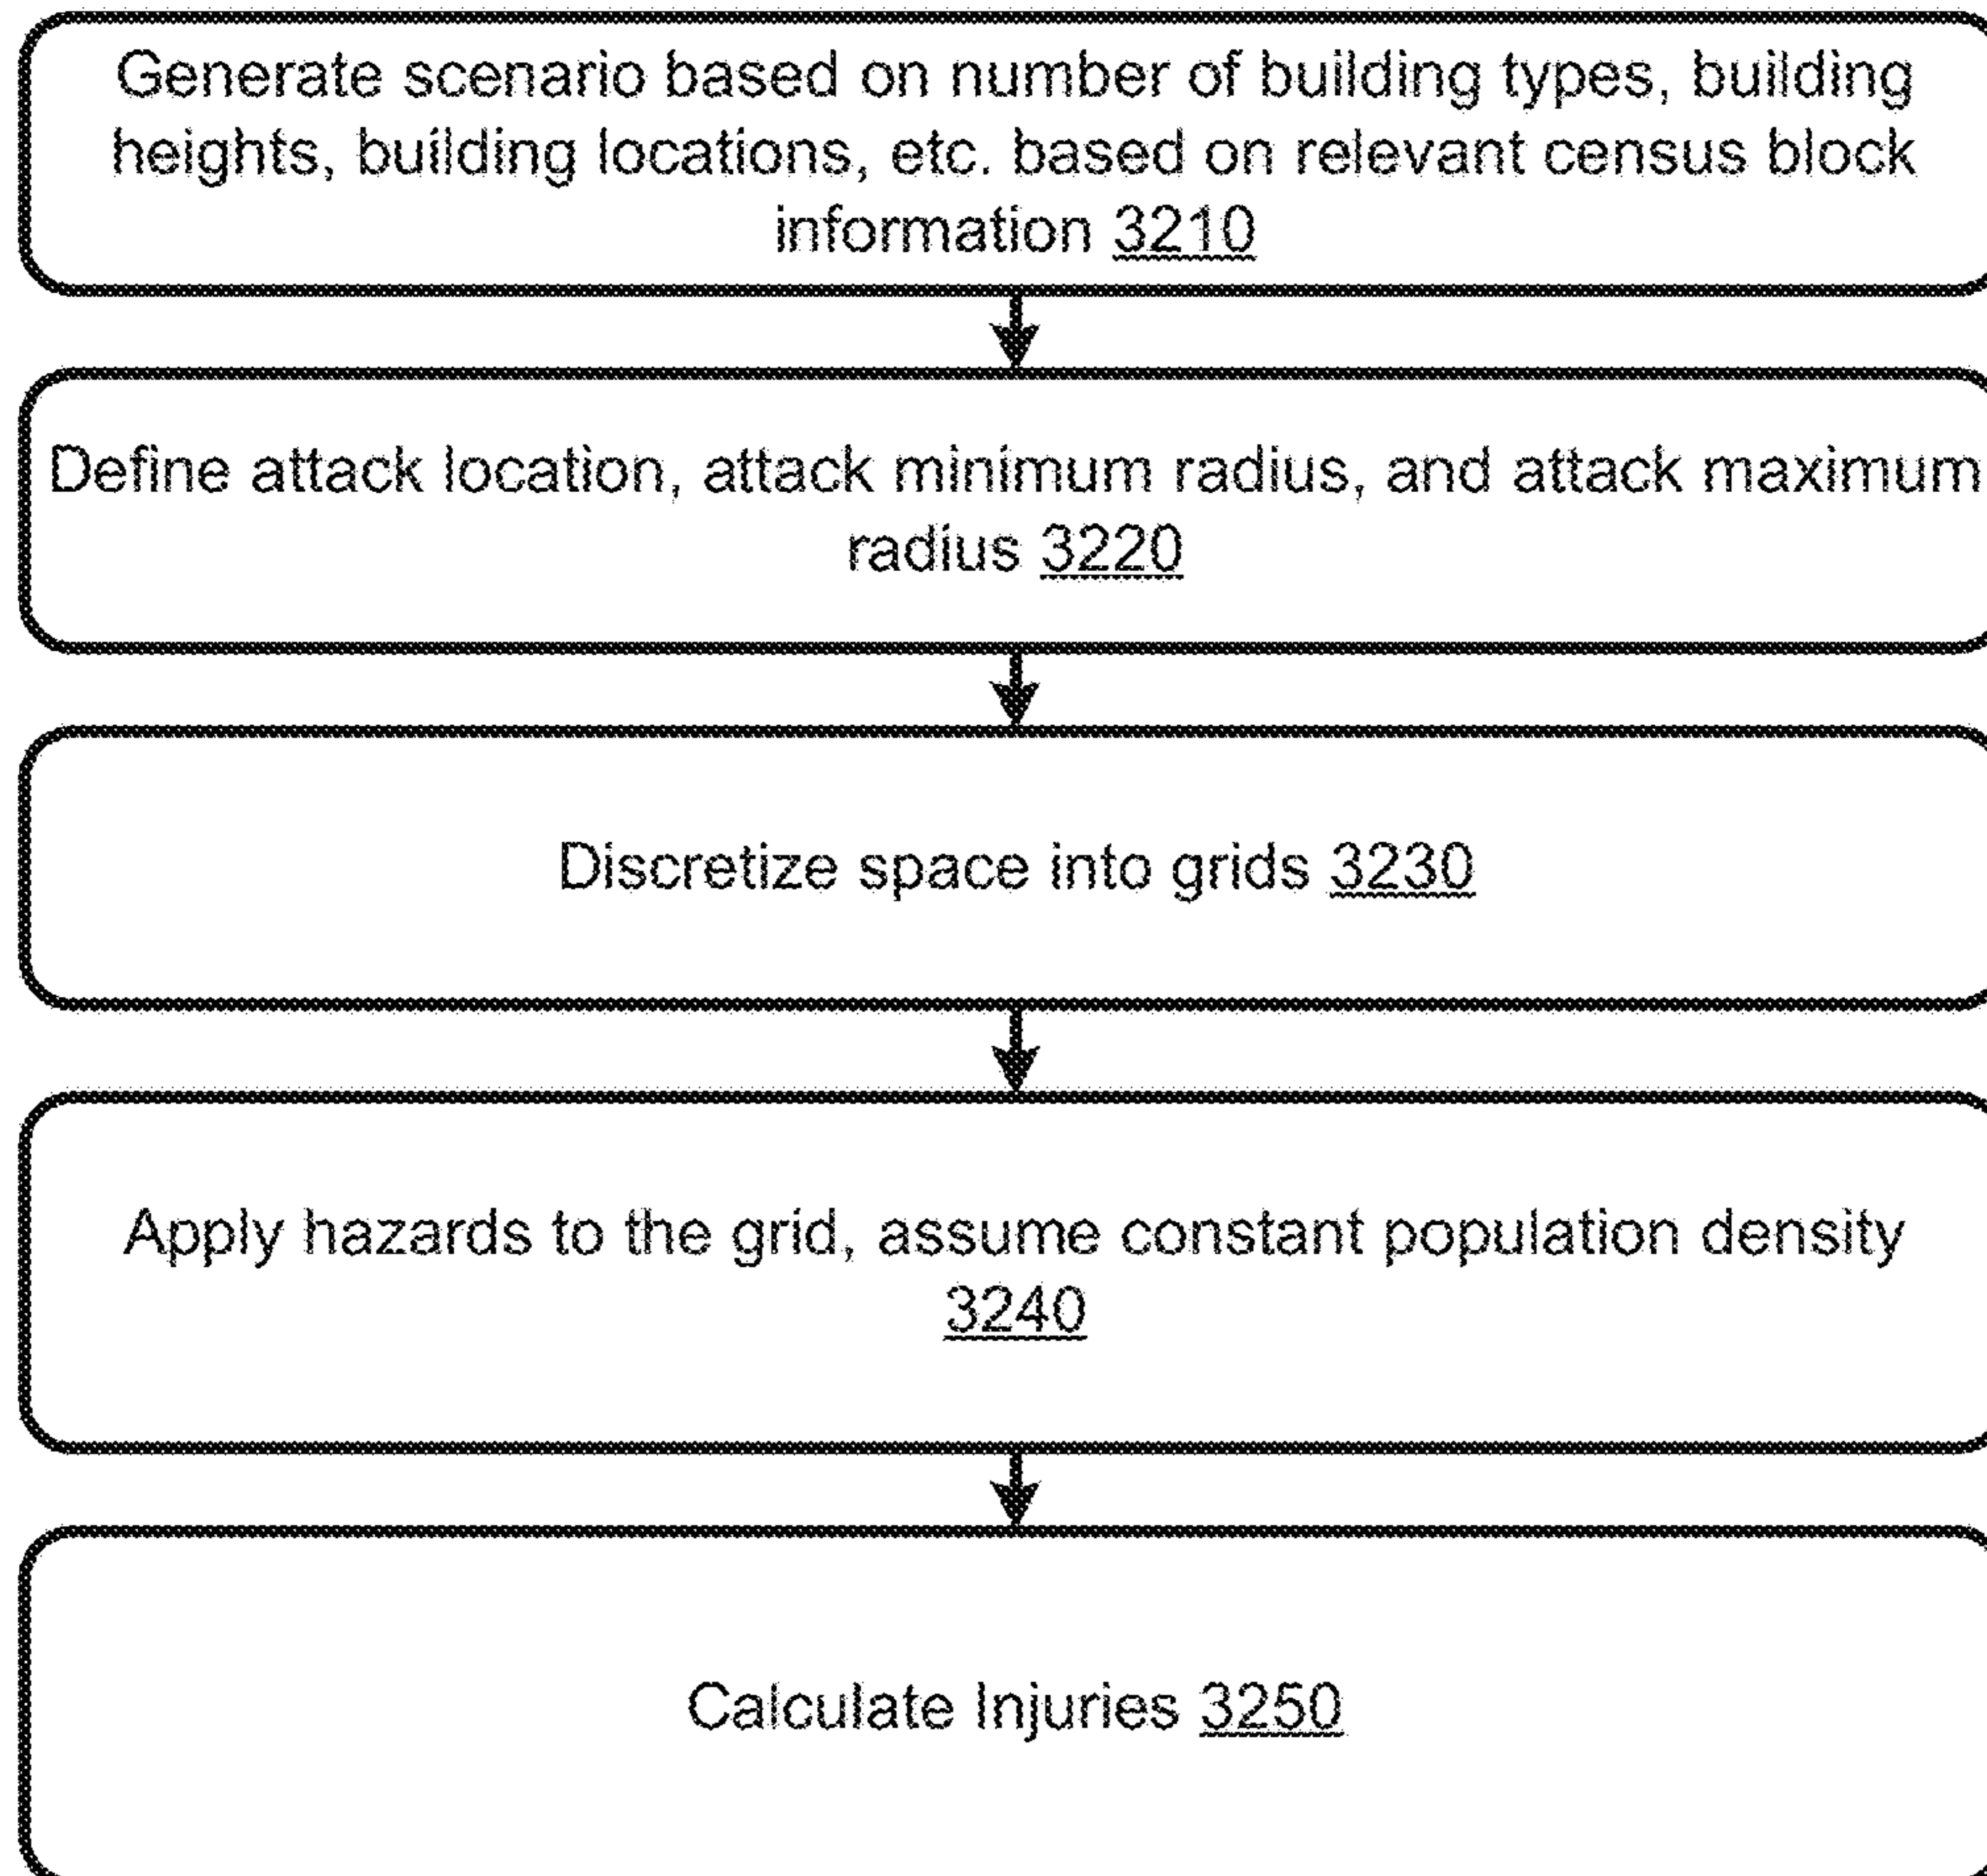 Generate scenario based on number of building types, building
heights, building locations, etc. based on relevant census block
information 3210
Define attack location, attack minimum radius, and attack maximum
radius 3220
Discretize space into grids 3230
Apply hazards to the grid, assume constant population density
3240
Calculate Injuries 3250